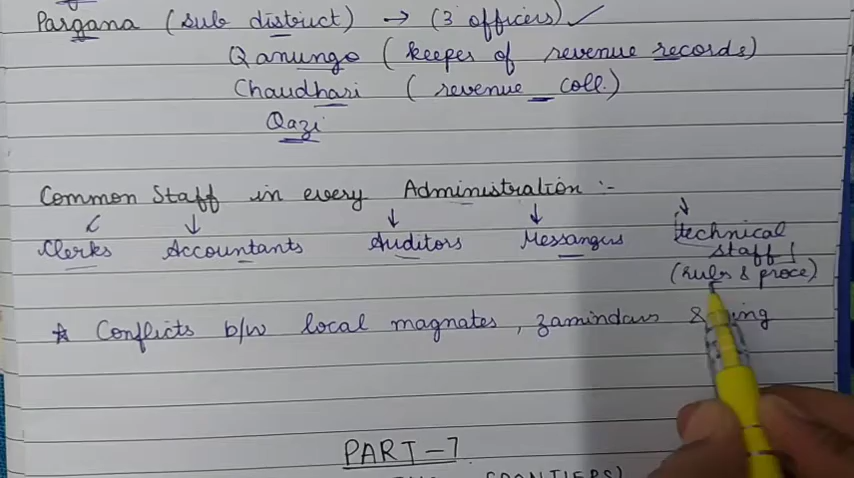 Pargana (sub district) → (3 officers) ✓
Qanungo (keeper of revenue records)
Chaudhari (revenue coll.)
Qazi
Common Staff in every Administration :-
Clerks Accountants Auditors Messangers technical
staff
(rules & proce)
* Conflicts b/w local magnates, zamindars &
PART-7